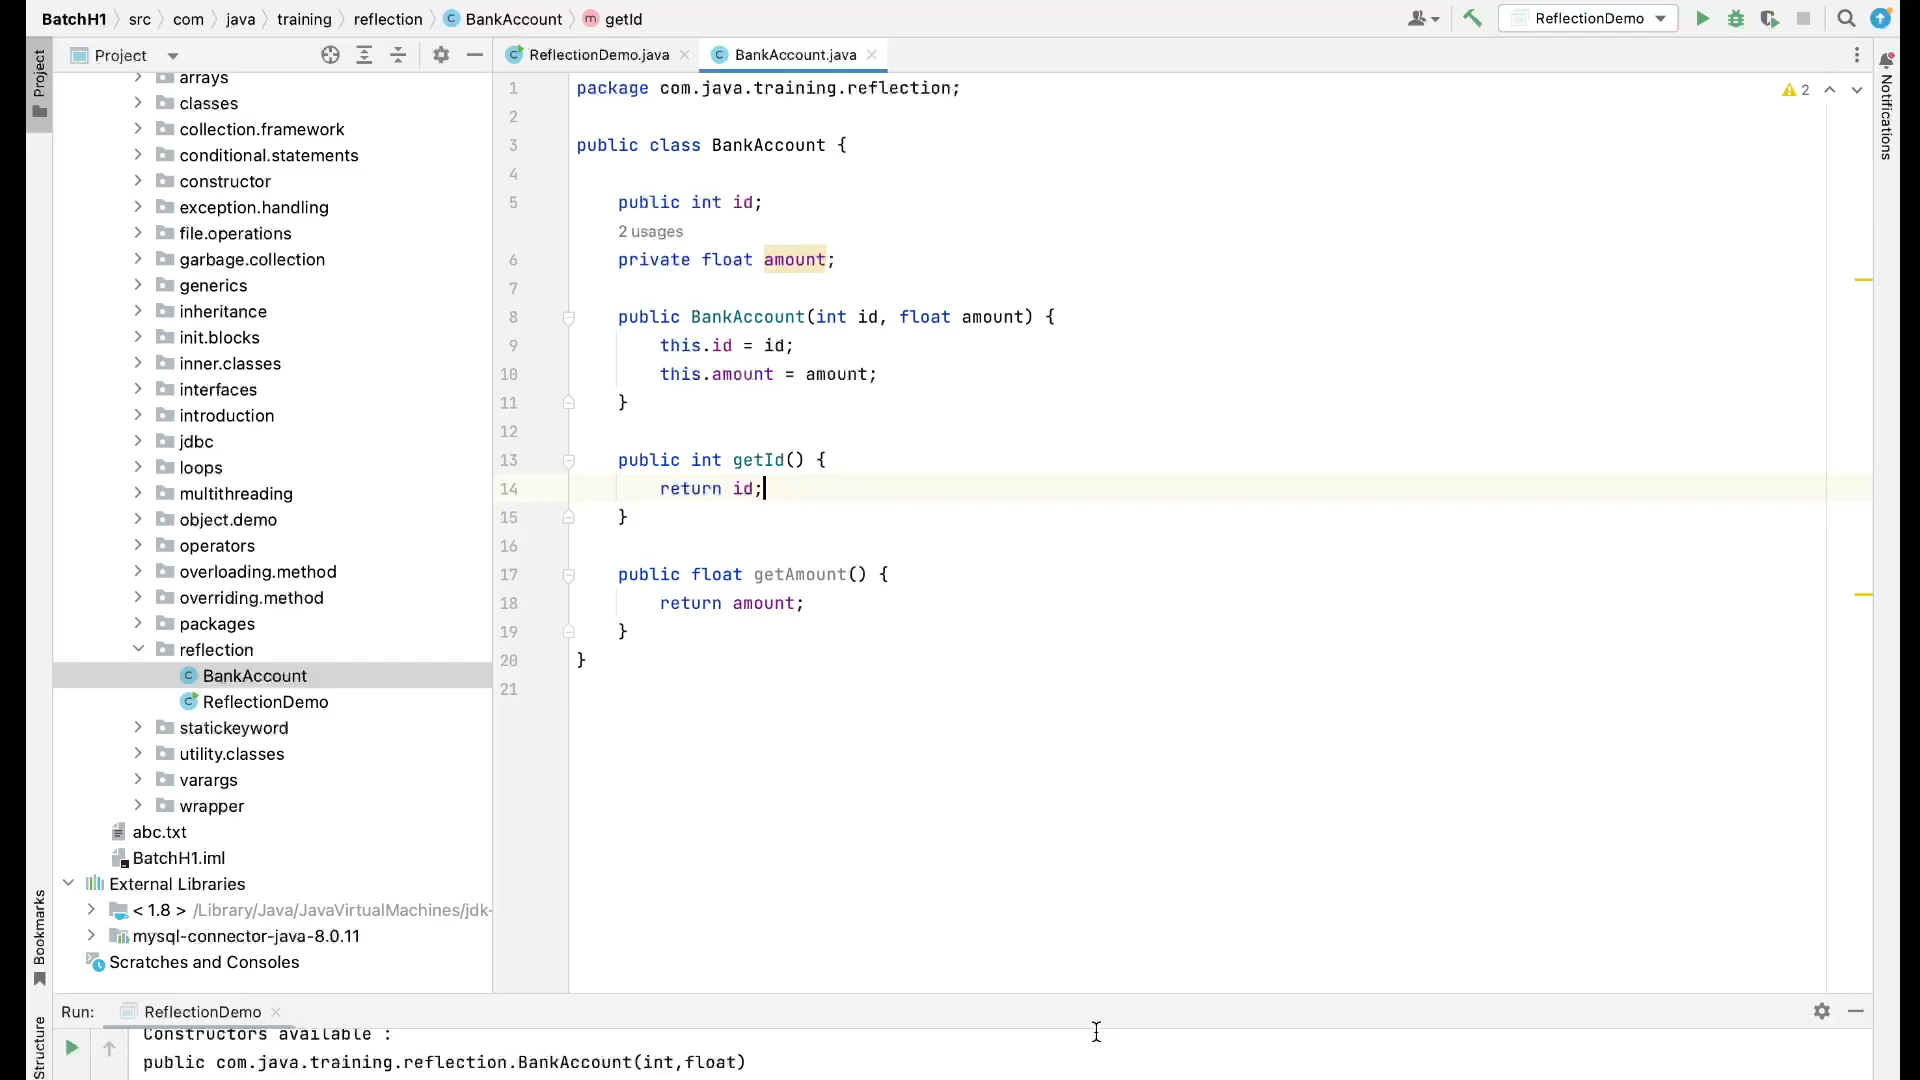 BatchH1 src com java training reflection BankAccount getId
ReflectionDemo
Project
ReflectionDemo.java
BankAccount.java
Project
arrays
classes
collection.framework
conditional.statements
constructor
exception.handling
file.operations
garbage.collection
generics
inheritance
init.blocks
inner.classes
interfaces
introduction
jdbc
loops
multithreading
object.demo
operators
overloading.method
overriding.method
packages
reflection
BankAccount
ReflectionDemo
statickeyword
utility.classes
varargs
wrapper
abc.txt
BatchH1.iml
External Libraries
< 1.8 > /Library/Java/JavaVirtualMachines/jdk-
mysql-connector-java-8.0.11
Scratches and Consoles
1 package com.java.training.reflection;
2
3 public class BankAccount {
4
5 public int id;
2 usages
6 private float amount;
7
8 public BankAccount(int id, float amount) {
9 this.id = id;
10 this.amount = amount;
11 }
12
13 public int getId() {
14 return id;
15 }
16
17 public float getAmount() {
18 return amount;
19 }
20 }
21
2
Notifications
Bookmarks
Structure
Run: ReflectionDemo
Constructors available :
public com.java.training.reflection.BankAccount(int,float)